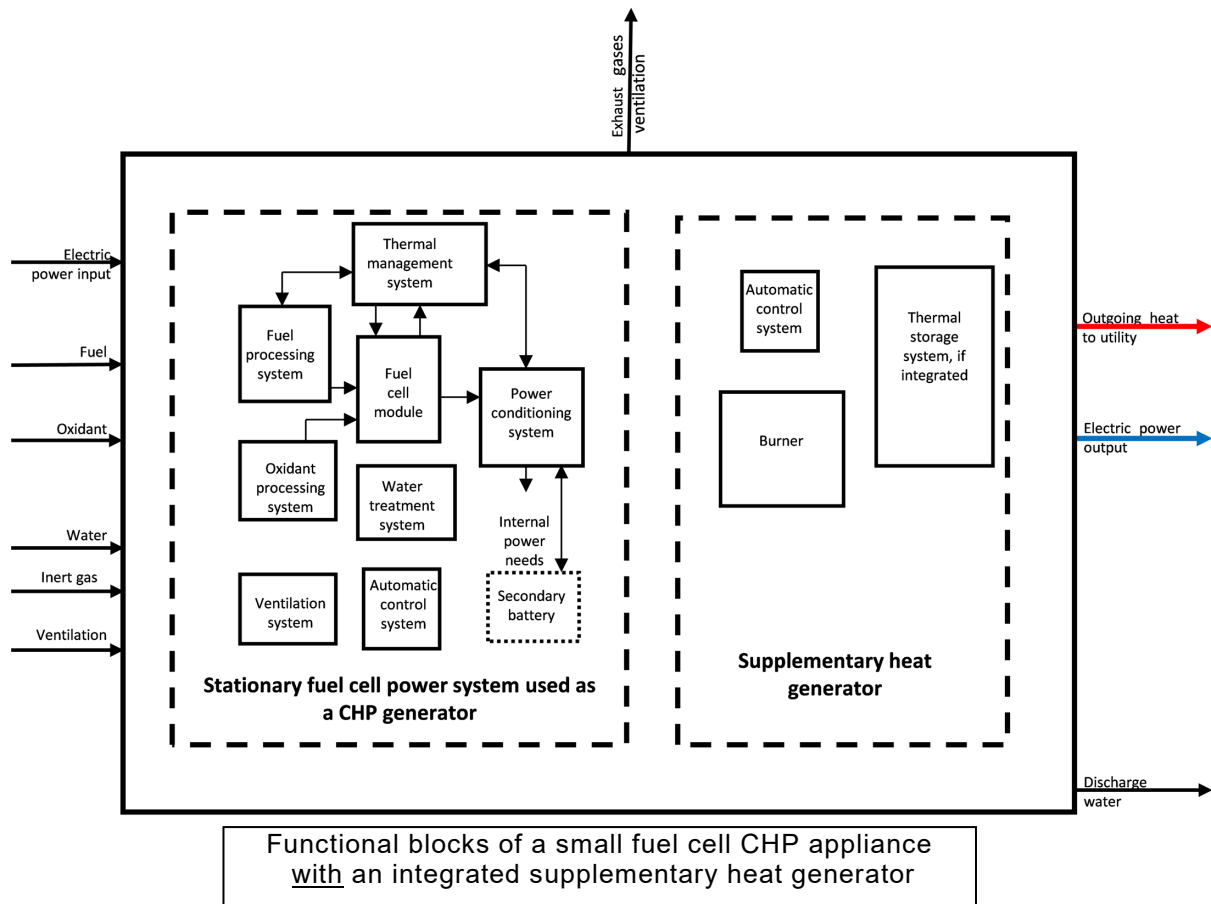 Exhaust gases
ventilation
Electric
power input
Fuel
Oxidant
Water
Inert gas
Ventilation
Thermal
management
system
Fuel
processing
system
Fuel
cell
module
Power
conditioning
system
Oxidant
processing
system
Water
treatment
system
Internal
power
needs
Ventilation
system
Automatic
control
system
Secondary
battery
Stationary fuel cell power system used as
a CHP generator
Automatic
control
system
Thermal
storage
system, if
integrated
Burner
Supplementary heat
generator
Outgoing heat
to utility
Electric power
output
Discharge
water
Functional blocks of a small fuel cell CHP appliance
with an integrated supplementary heat generator